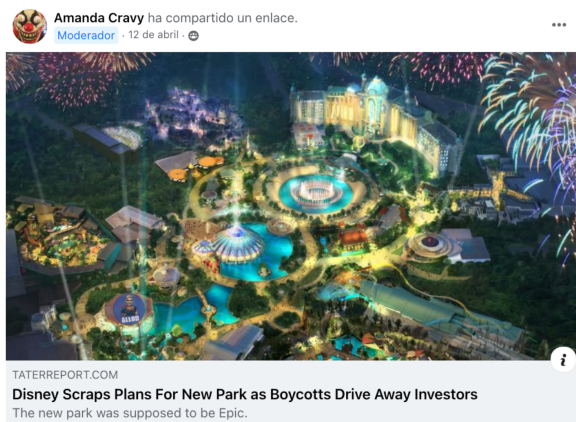 Amanda Cravy ha compartido un enlace.
Moderador · 12 de abril ·
ALLOD
TATERREPORT.COM
Disney Scraps Plans For New Park as Boycotts Drive Away Investors
The new park was supposed to be Epic.